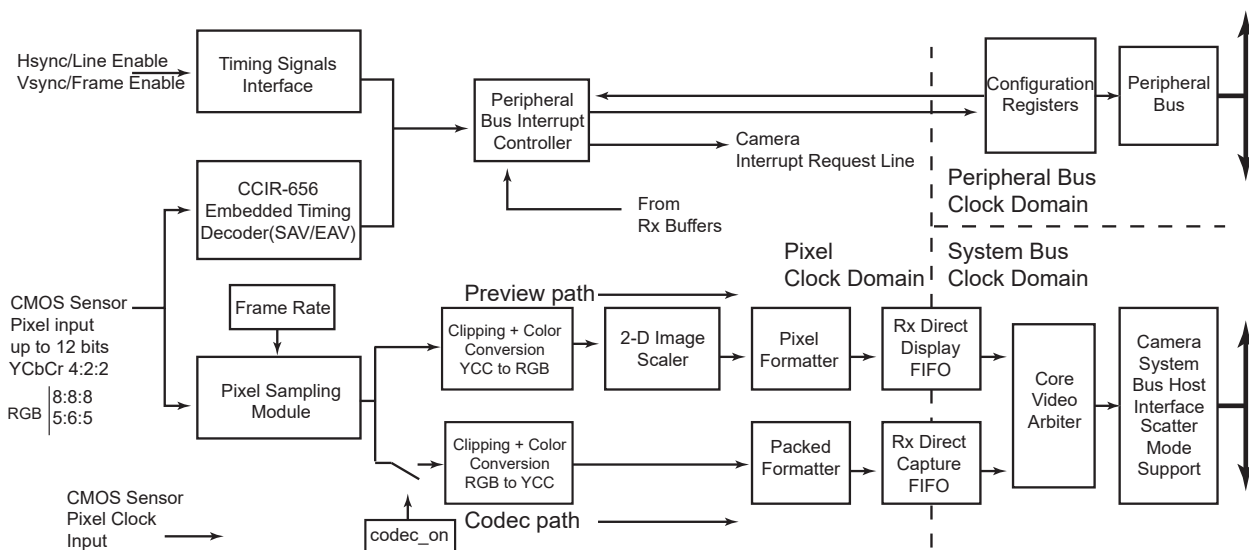 Hsync/Line Enable
Vsync/Frame Enable
Timing Signals
Interface
Peripheral
Bus Interrupt
Controller
Configuration
Registers
Peripheral
Bus
Camera
Interrupt Request Line
CCIR-656
Embedded Timing
Decoder(SAV/EAV)
From
Rx Buffers
Peripheral Bus
Clock Domain
Pixel
Clock Domain
System Bus
Clock Domain
CMOS Sensor
Pixel input
up to 12 bits
YCbCr 4:2:2
RGB
8:8:8
5:6:5
Frame Rate
Pixel Sampling
Module
Preview path
Clipping + Color
Conversion
YCC to RGB
2-D Image
Scaler
Pixel
Formatter
Rx Direct
Display
FIFO
Core
Video
Arbiter
Camera
System
Bus Host
Interface
Scatter
Mode
Support
Clipping + Color
Conversion
RGB to YCC
Packed
Formatter
Rx Direct
Capture
FIFO
CMOS Sensor
Pixel Clock
Input
codec_on
Codec path